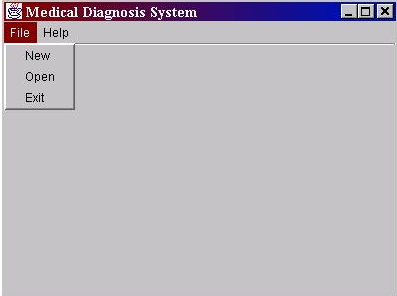 Medical Diagnosis System
File Help
New
Open
Exit